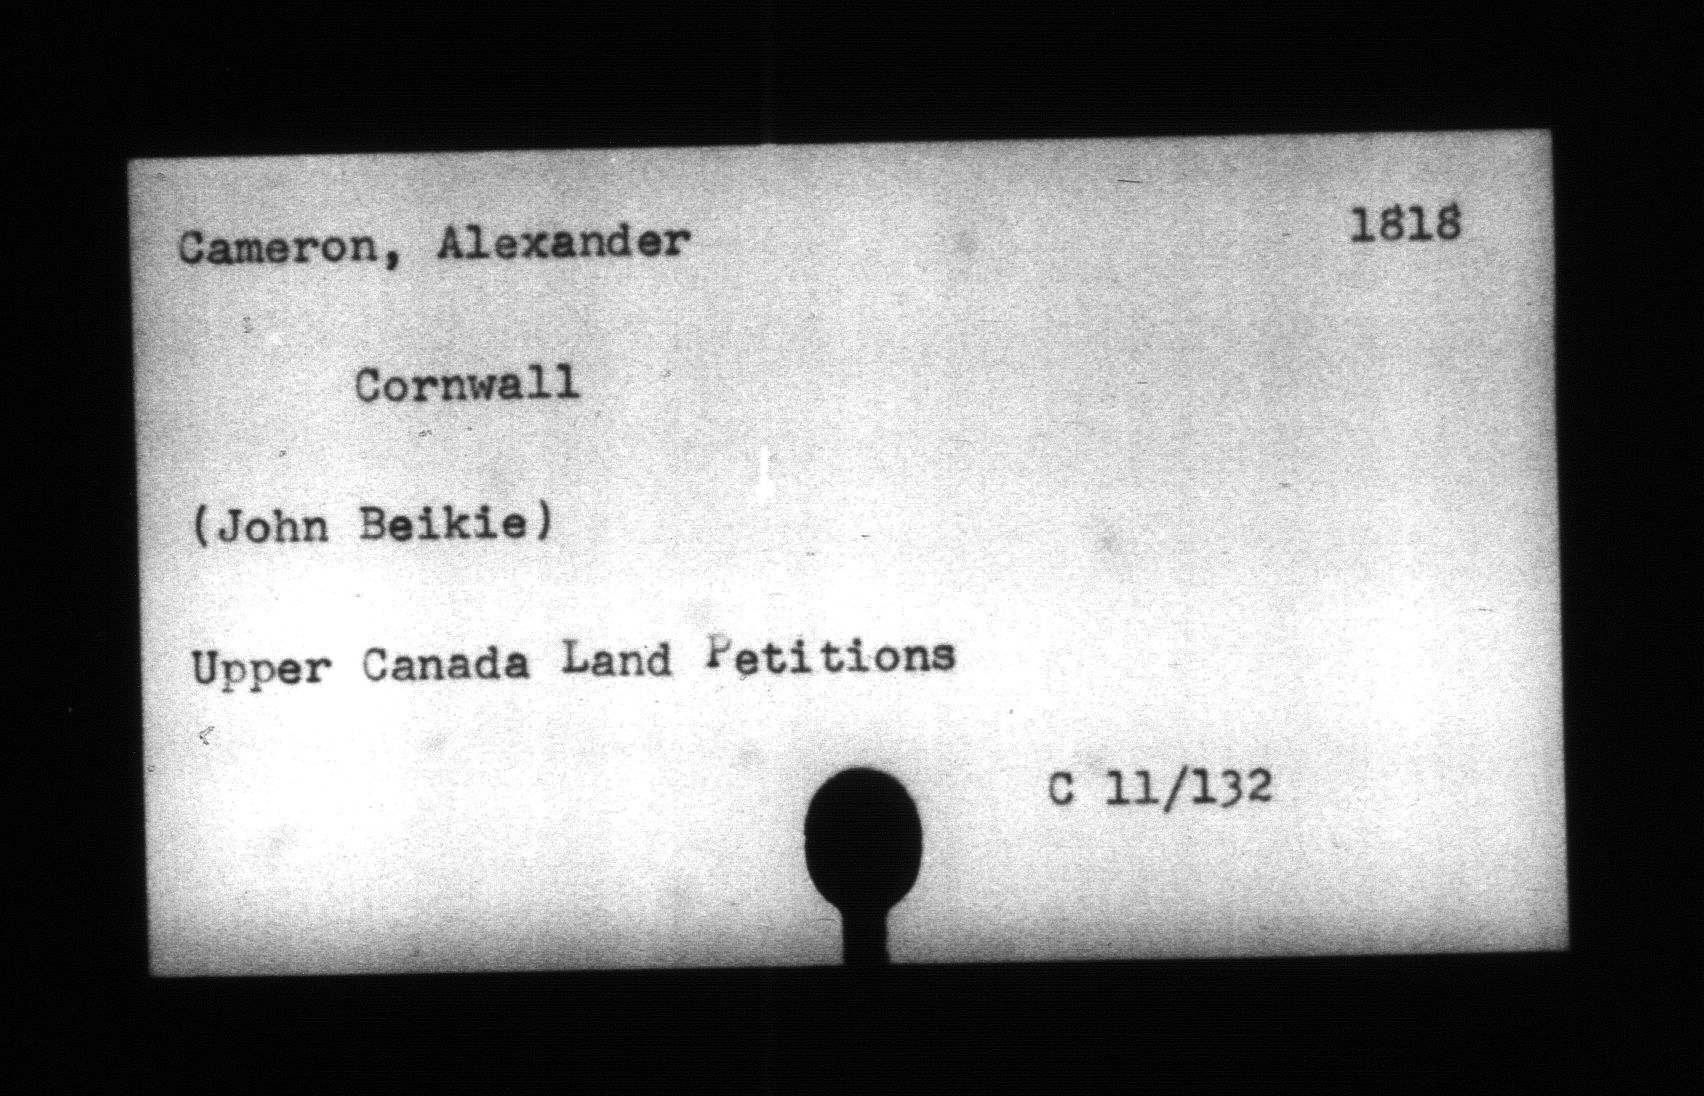 Cameron, Alexander 1818
Cornwall
(John Beikie)
Upper Canada Land Petitions
C 11/132